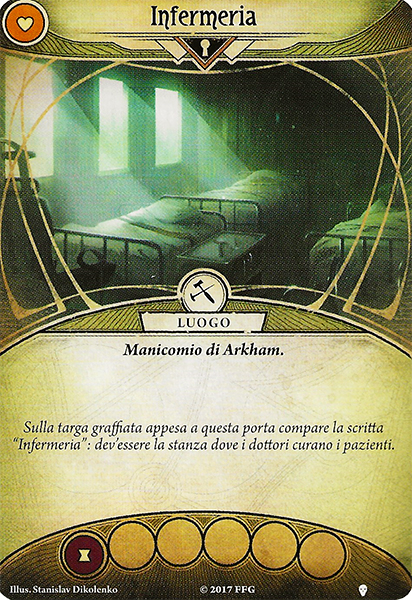 Infermeria
LUOGO
Manicomio di Arkham.
Sulla targa graffiata appesa a questa porta compare la scritta
“Infermeria”: dev’essere la stanza dove i dottori curano i pazienti.
Illus. Stanislav Dikolenko
© 2017 FFG